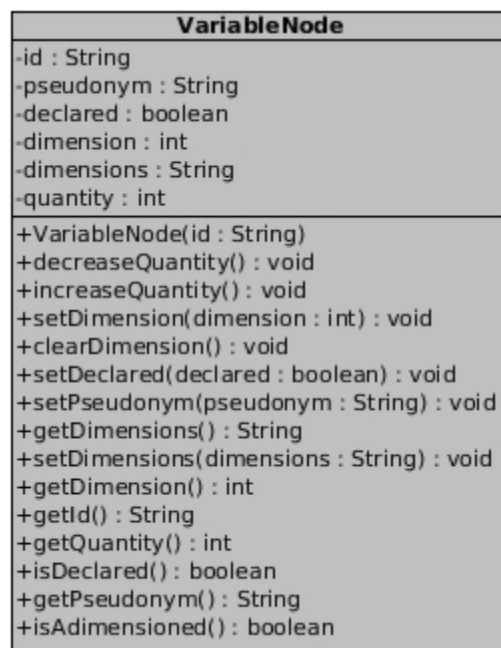 VariableNode
-id : String
-pseudonym : String
-declared : boolean
-dimension : int
-dimensions : String
-quantity : int
+VariableNode(id : String)
+decreaseQuantity() : void
+increaseQuantity() : void
+setDimension(dimension : int) : void
+clearDimension() : void
+setDeclared(declared : boolean) : void
+setPseudonym(pseudonym : String) : void
+getDimensions() : String
+setDimensions(dimensions : String) : void
+getDimension() : int
+getId() : String
+getQuantity() : int
+isDeclared() : boolean
+getPseudonym() : String
+isAdimensioned() : boolean